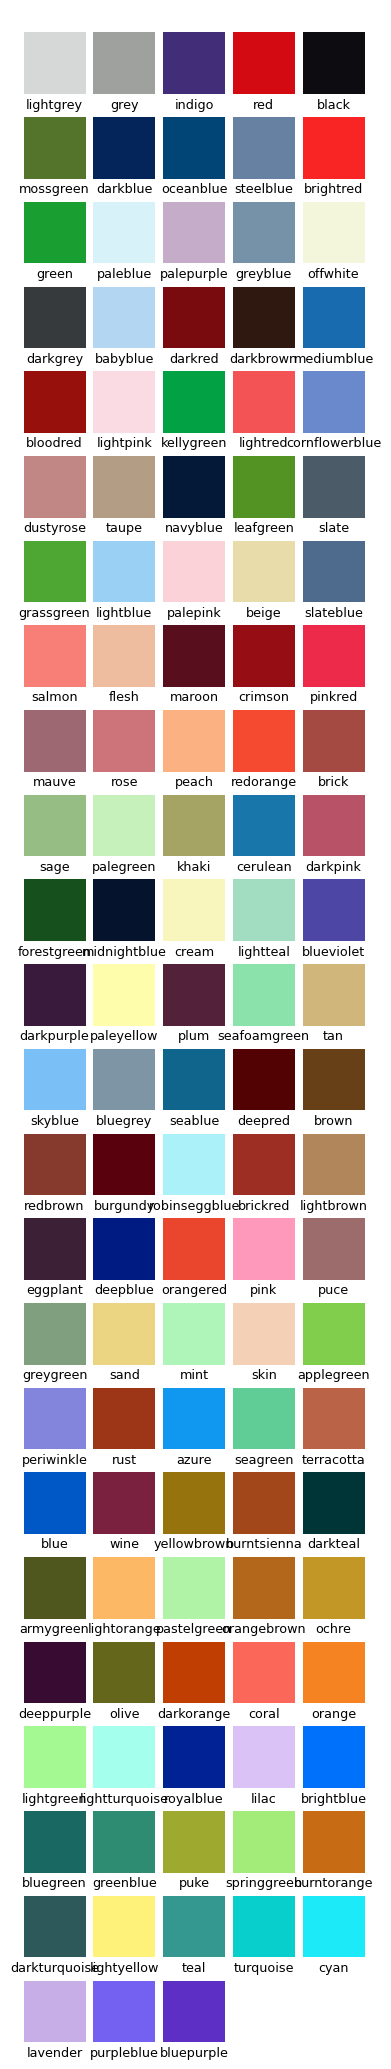 lightgrey grey indigo red black
mossgreen darkblue oceanblue steelblue brightred
green paleblue palepurple greyblue offwhite
darkgrey babyblue darkred darkbrown mediumblue
bloodred lightpink kellygreen lightred cornflowerblue
dustyrose taupe navyblue leafgreen slate
grassgreen lightblue palepink beige slateblue
salmon flesh maroon crimson pinkred
mauve rose peach redorange brick
sage palegreen khaki cerulean darkpink
forestgreen midnightblue cream lightteal blueviolet
darkpurple paleyellow plum seafoamgreen tan
skyblue bluegrey seablue deepred brown
redbrown burgundy robinseggblue brickred lightbrown
eggplant deepblue orangered pink puce
greygreen sand mint skin applegreen
periwinkle rust azure seagreen terracotta
blue wine yellowbrown burntsienna darkteal
armygreen lightorange pastelgreen orangebrown ochre
deeppurple olive darkorange coral orange
lightgreen lightturquoise royalblue lilac brightblue
bluegreen greenblue puke springgreen burntorange
darkturquoise lightyellow teal turquoise cyan
lavender purpleblue bluepurple